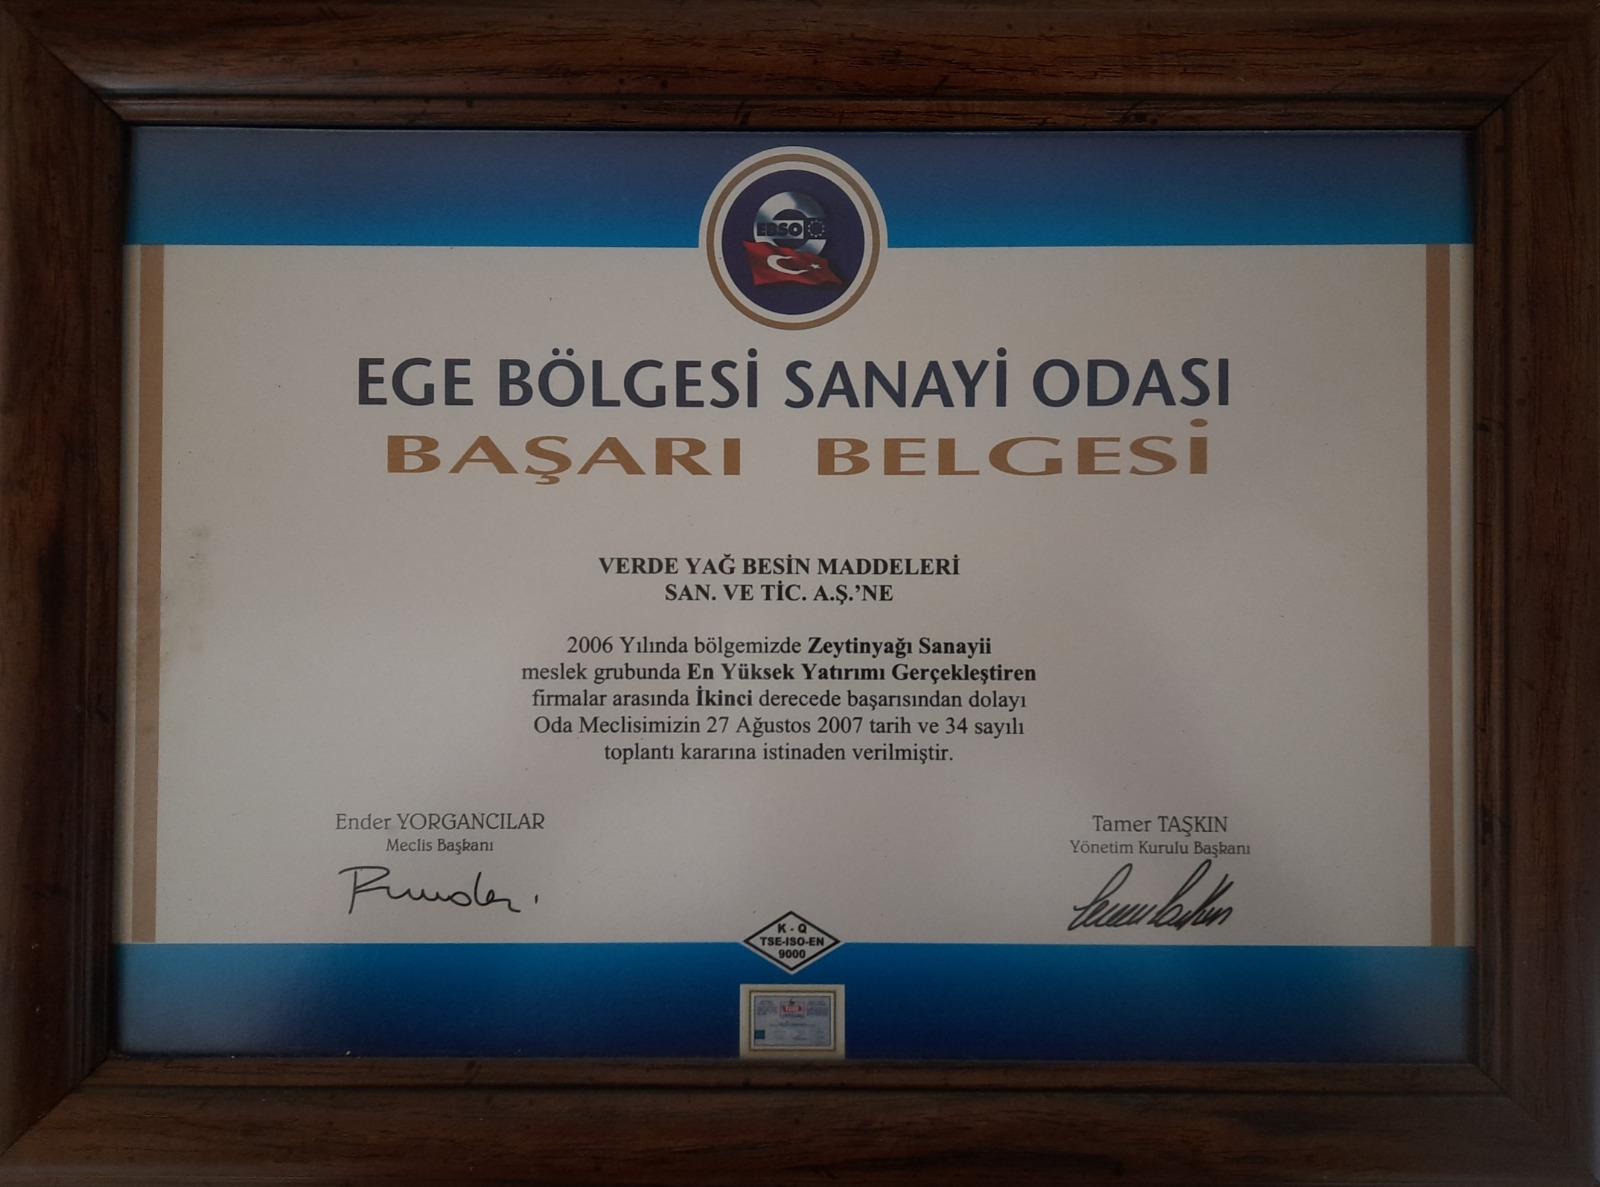 EBSO
EGE BÖLGESİ SANAYİ ODASI
BAŞARI BELGESİ
VERDE YAĞ BESİN MADDELERİ
SAN. VE TİC. A.Ş.’NE
2006 Yılında bölgemizde Zeytinyağı Sanayii
meslek grubunda En Yüksek Yatırımı Gerçekleştiren
firmalar arasında İkinci derecede başarısından dolayı
Oda Meclisimizin 27 Ağustos 2007 tarih ve 34 sayılı
toplantı kararına istinaden verilmiştir.
Ender YORGANCILAR
Meclis Başkanı
Tamer TAŞKIN
Yönetim Kurulu Başkanı
K - Q
TSE-ISO-EN
9000